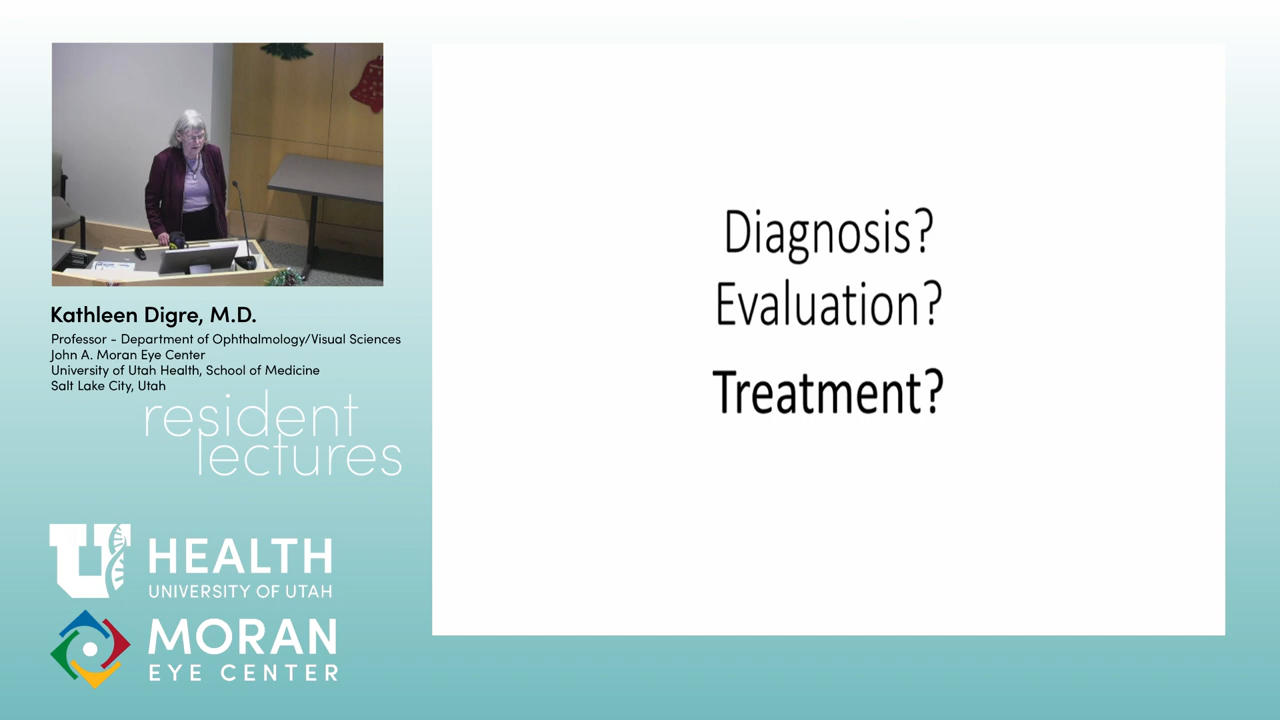 Kathleen Digre, M.D.
Professor - Department of Ophthalmology/Visual Sciences
John A. Moran Eye Center
University of Utah Health, School of Medicine
Salt Lake City, Utah
resident
lectures
U HEALTH
UNIVERSITY OF UTAH
MORAN
EYE CENTER
Diagnosis?
Evaluation?
Treatment?